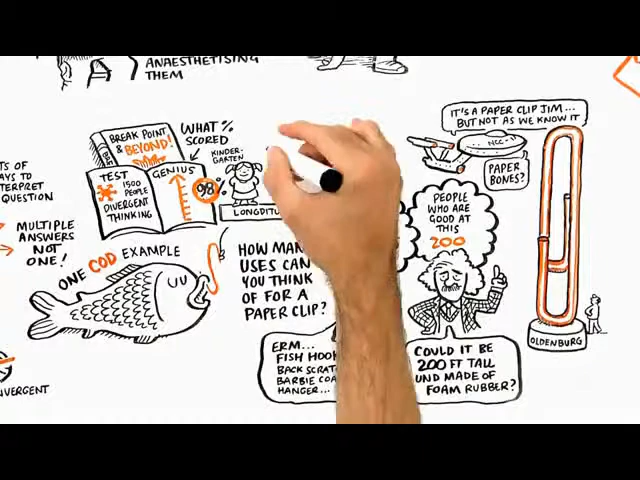 ANAESTHETISING
THEM
BREAK POINT
& BEYOND!
WHAT %
SCORED
KINDER-
GARTEN
TEST
1500
PEOPLE
DIVERGENT
THINKING
GENIUS
98%
TS OF
AYS TO
TERPRET
QUESTION
MULTIPLE
ANSWERS
NOT
ONE!
ONE COD EXAMPLE
HOW MAN
USES CAN
YOU THINK
OF FOR A
PAPER CLIP?
ERM...
FISH HOOK
BACK SCRAT
BARBIE COA
HANGER...
LONGITU
IT'S A PAPER CLIP JIM...
BUT NOT AS WE KNOW IT
NCC
PAPER
BONES?
PEOPLE
WHO ARE
GOOD AT
THIS
200
COULD IT BE
200 FT TALL
UND MADE OF
FOAM RUBBER?
OLDENBURG
VERGENT